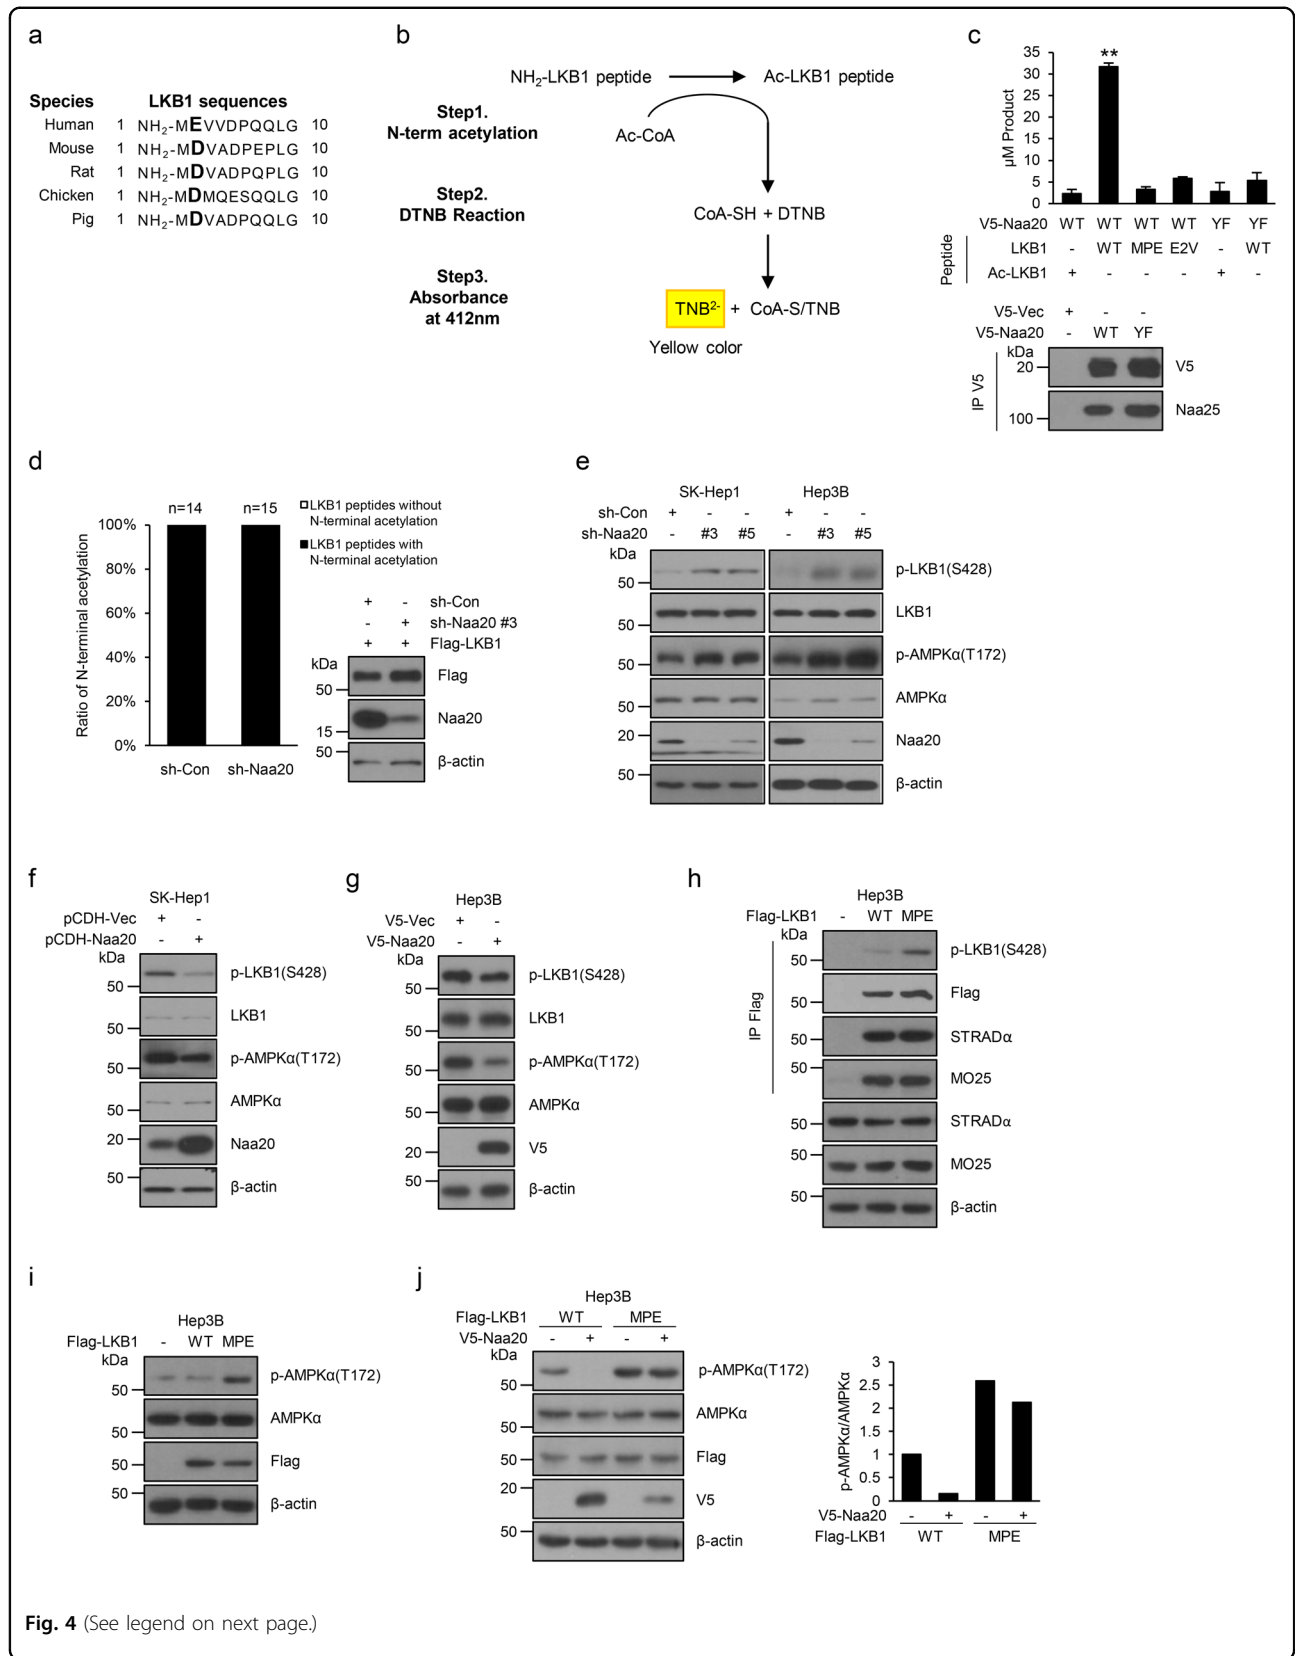 a
Species LKB1 sequences
Human 1 NH2-MEVVDPQQLG 10
Mouse 1 NH2-MDVADPEPLG 10
Rat 1 NH2-MDVADPQPLG 10
Chicken 1 NH2-MDMQESQQLG 10
Pig 1 NH2-MDVADPQQLG 10
b
NH2-LKB1 peptide Ac-LKB1 peptide
Step1.
N-term acetylation
Ac-CoA
Step2.
DTNB Reaction
CoA-SH + DTNB
Step3.
Absorbance
at 412nm
TNB2- + CoA-S/TNB
Yellow color
c
µM Product
35
30
25
20
15
10
5
0
**
V5-Naa20 WT WT WT WT YF YF
Peptide
LKB1 - WT MPE E2V - WT
Ac-LKB1 + - - - + -
V5-Vec + - -
V5-Naa20 - WT YF
kDa
IP V5
20 V5
100 Naa25
d
Ratio of N-terminal acetylation
n=14 n=15
100%
80%
60%
40%
20%
0%
sh-Con sh-Naa20
LKB1 peptides without
N-terminal acetylation
LKB1 peptides with
N-terminal acetylation
+ - sh-Con
- + sh-Naa20 #3
+ + Flag-LKB1
kDa
50 Flag
15 Naa20
50 β-actin
e
SK-Hep1 Hep3B
sh-Con + - - + - -
sh-Naa20 - #3 #5 - #3 #5
kDa
50 p-LKB1(S428)
50 LKB1
50 p-AMPKα(T172)
50 AMPKα
20 Naa20
50 β-actin
f
SK-Hep1
pCDH-Vec + -
pCDH-Naa20 - +
kDa
50 p-LKB1(S428)
50 LKB1
50 p-AMPKα(T172)
50 AMPKα
20 Naa20
50 β-actin
g
Hep3B
V5-Vec + -
V5-Naa20 - +
kDa
50 p-LKB1(S428)
50 LKB1
50 p-AMPKα(T172)
50 AMPKα
20 V5
50 β-actin
h
Hep3B
Flag-LKB1 - WT MPE
kDa
IP Flag
50 p-LKB1(S428)
50 Flag
50 STRADα
50 MO25
50 STRADα
50 MO25
50 β-actin
i
Hep3B
Flag-LKB1 - WT MPE
kDa
50 p-AMPKα(T172)
50 AMPKα
50 Flag
50 β-actin
j
Hep3B
Flag-LKB1 WT MPE
V5-Naa20 - + - +
kDa
50 p-AMPKα(T172)
50 AMPKα
50 Flag
20 V5
50 β-actin
p-AMPKα/AMPKα
3
2.5
2
1.5
1
0.5
0
V5-Naa20 - + - +
Flag-LKB1 WT MPE
Fig. 4 (See legend on next page.)